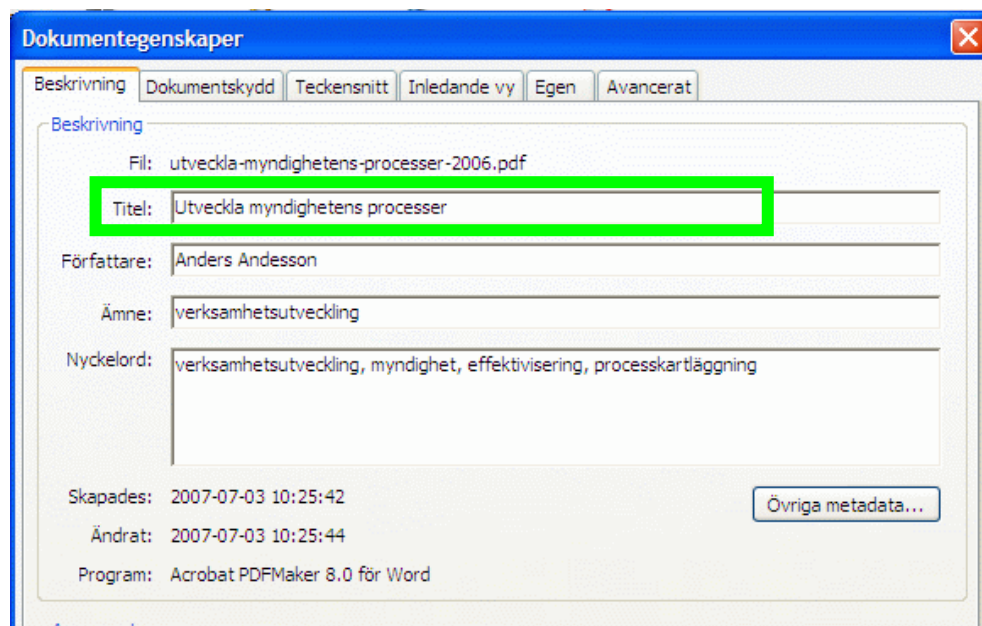 Dokumentegenskaper
Beskrivning Dokumentskydd Teckensnitt Inledande vy Egen Avancerat
Beskrivning
Fil: utveckla-myndighetens-processer-2006.pdf
Titel: Utveckla myndighetens processer
Författare: Anders Andesson
Ämne: verksamhetsutveckling
Nyckelord: verksamhetsutveckling, myndighet, effektivisering, processkartläggning
Skapades: 2007-07-03 10:25:42
Övriga metadata...
Ändrat: 2007-07-03 10:25:44
Program: Acrobat PDFMaker 8.0 för Word